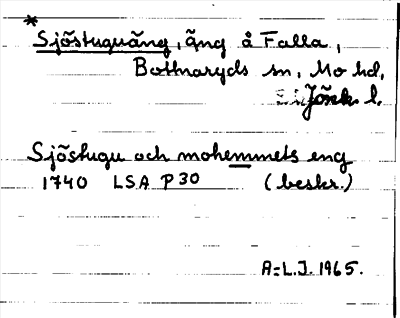 *
Sjöstuguäng, äng å Falla,
Bottnaryds sn, Mo hd,
Jönk. l.
Sjöstugu och mohemmets eng
1740 LSA P30 (beskr.)
A-L.J. 1965.